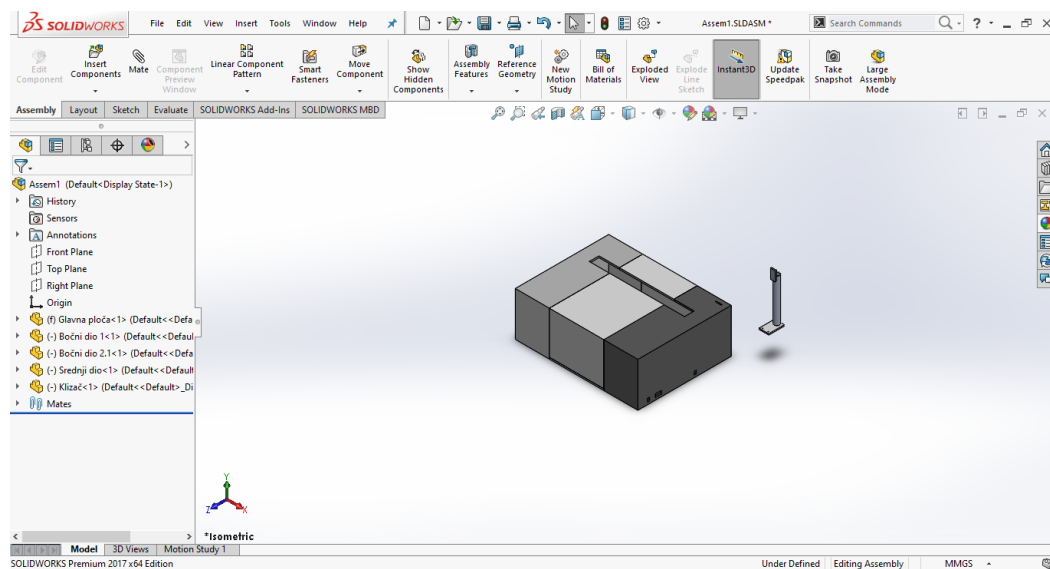 SOLIDWORKS File Edit View Insert Tools Window Help Assem1.SLDASM * Search Commands
Edit Component
Insert Components
Mate
Component Preview Window
Linear Component Pattern
Smart Fasteners
Move Component
Show Hidden Components
Assembly Features
Reference Geometry
New Motion Study
Bill of Materials
Exploded View
Explode Line Sketch
Instant3D
Update Speedpak
Take Snapshot
Large Assembly Mode
Assembly Layout Sketch Evaluate SOLIDWORKS Add-Ins SOLIDWORKS MBD
Assem1 (Default<Display State-1>)
History
Sensors
Annotations
Front Plane
Top Plane
Right Plane
Origin
(f) Glavna ploča<1> (Default<<Defa
(-) Bočni dio 1<1> (Default<<Defaul
(-) Bočni dio 2.1<1> (Default<<Defa
(-) Srednji dio<1> (Default<<Default
(-) Klizač<1> (Default<<Default>_Di
Mates
Y
Z X
*Isometric
Model 3D Views Motion Study 1
SOLIDWORKS Premium 2017 x64 Edition Under Defined Editing Assembly MMGS